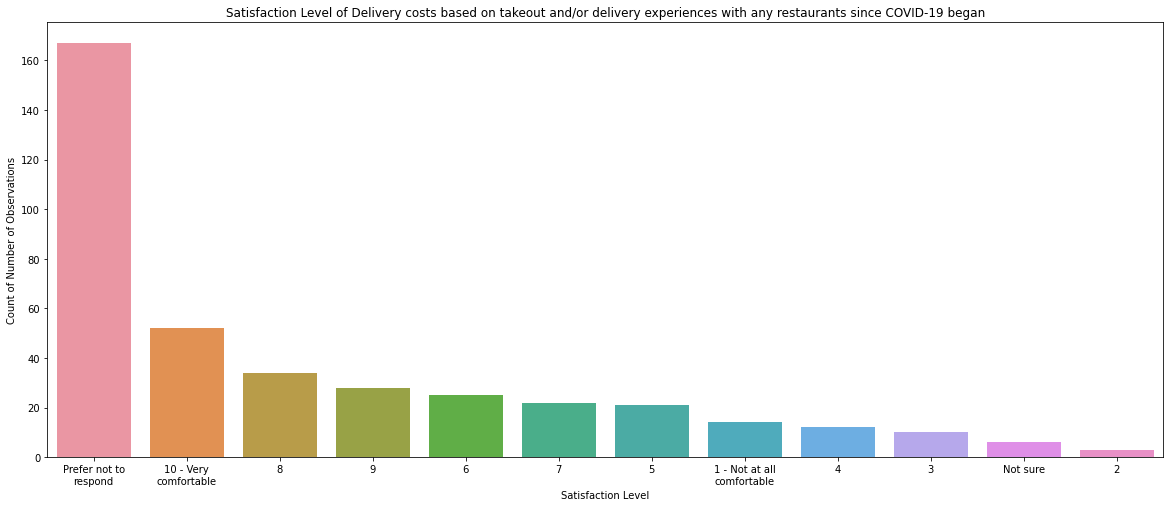 Satisfaction Level of Delivery costs based on takeout and/or delivery experiences with any restaurants since COVID-19 began
Count of Number of Observations
160
140
120
100
80
60
40
20
0
Prefer not to
respond
10 - Very
comfortable
8
9
6
7
5
1 - Not at all
comfortable
4
3
Not sure
2
Satisfaction Level